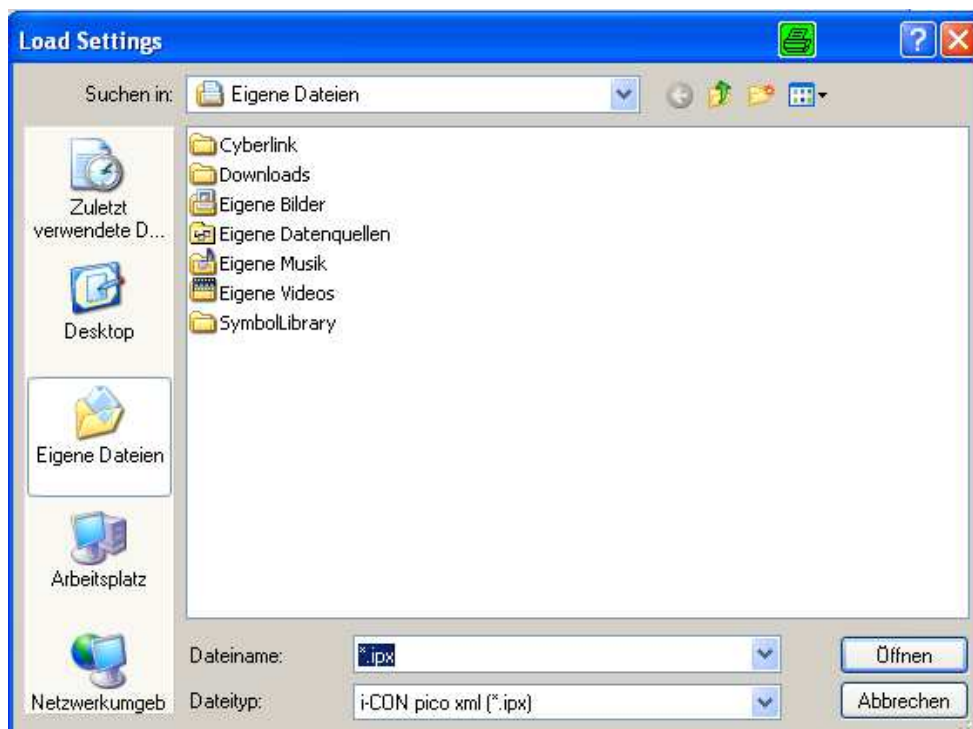 Load Settings
Suchen in:
Eigene Dateien
Zuletzt
verwendete D...
Desktop
Eigene Dateien
Arbeitsplatz
Netzwerkumgeb
Cyberlink
Downloads
Eigene Bilder
Eigene Datenquellen
Eigene Musik
Eigene Videos
SymbolLibrary
Dateiname:
*.ipx
Öffnen
Dateityp:
i-CON pico xml (*.ipx)
Abbrechen